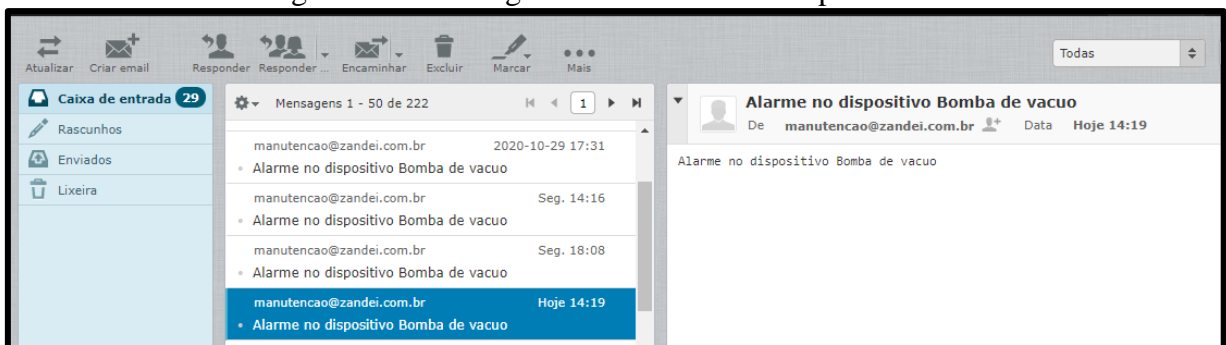 Atualizar Criar email Responder Responder ... Encaminhar Excluir Marcar Mais
Todas
Caixa de entrada 29
Rascunhos
Enviados
Lixeira
Mensagens 1 - 50 de 222 1
manutencao@zandei.com.br 2020-10-29 17:31
Alarme no dispositivo Bomba de vacuo
manutencao@zandei.com.br Seg. 14:16
Alarme no dispositivo Bomba de vacuo
manutencao@zandei.com.br Seg. 18:08
Alarme no dispositivo Bomba de vacuo
manutencao@zandei.com.br Hoje 14:19
Alarme no dispositivo Bomba de vacuo
Alarme no dispositivo Bomba de vacuo
De manutencao@zandei.com.br Data Hoje 14:19
Alarme no dispositivo Bomba de vacuo